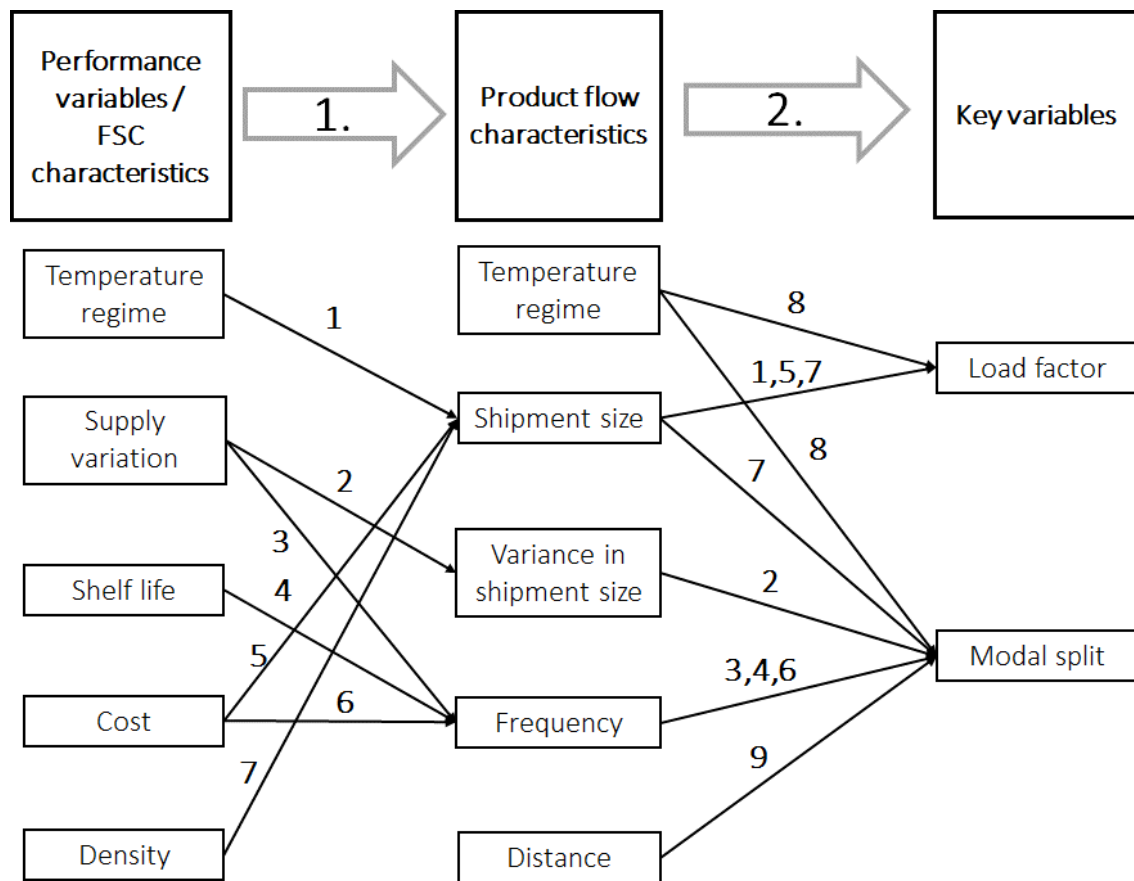 Performance
variables /
FSC
characteristics
1.
Product flow
characteristics
2.
Key variables
Temperature
regime
Supply
variation
Shelf life
Cost
Density
1
2
3
4
5
6
7
Temperature
regime
Shipment size
Variance in
shipment size
Frequency
Distance
8
1,5,7
8
7
2
3,4,6
9
Load factor
Modal split